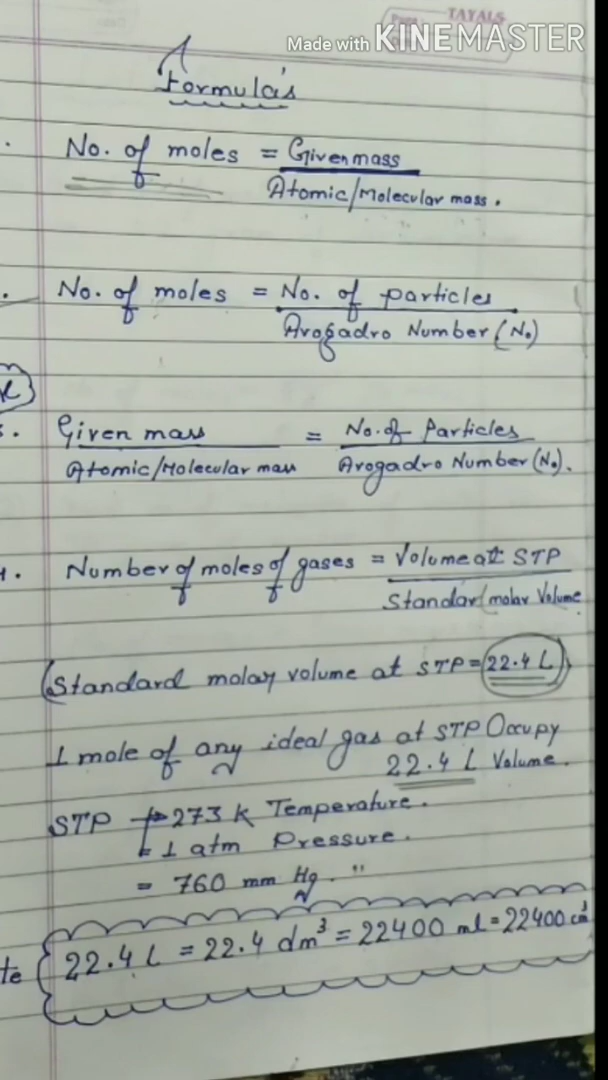 TAYALS
Made with KINEMASTER
Formula's
No. of moles = Given mass
Atomic/Molecular mass.
No. of moles = No. of particles
Avogadro Number (N₀)
3. Given mass = No. of Particles
Atomic/Molecular mass Avogadro Number (N₀).
4. Number of moles of gases = Volume at STP
Standard molar Volume
(Standard molar volume at STP = 22.4 L)
1 mole of any ideal gas at STP Occupy
22.4 L Volume.
STP → 273 K Temperature.
= 1 atm Pressure.
= 760 mm Hg. "
te { 22.4 L = 22.4 dm³ = 22400 ml = 22400 cm³